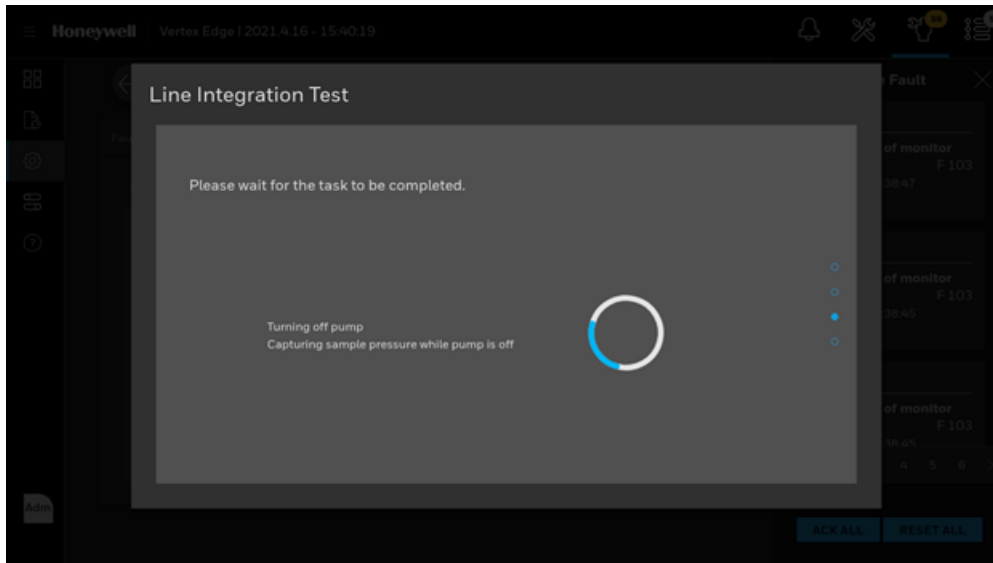 Honeywell
Vertex Edge | 2021.4.16 - 15:40:19
Fault
Line Integration Test
of monitor
F 103
:38:47
Please wait for the task to be completed.
of monitor
F 103
:38:45
Turning off pump
Capturing sample pressure while pump is off
of monitor
F 103
:38:45
4 5 6
Adm
ACK ALL
RESET ALL